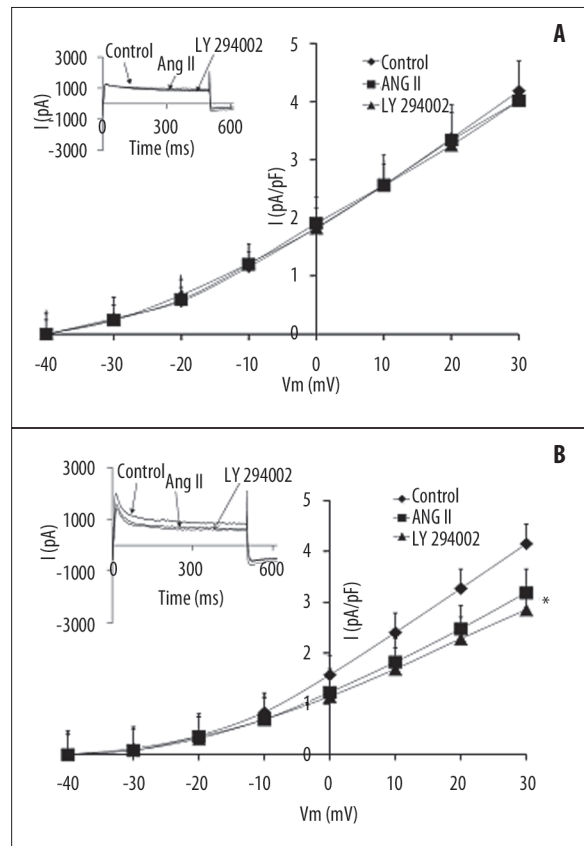 A
3000
1000
-1000
-3000
I (pA)
Control
Ang II
LY 294002
0
300
600
Time (ms)
Control
ANG II
LY 294002
5
4
3
2
1
0
I (pA/pF)
-40
-30
-20
-10
0
10
20
30
Vm (mV)
B
3000
1000
-1000
-3000
I (pA)
Control
Ang II
LY 294002
0
300
600
Time (ms)
Control
ANG II
LY 294002
5
4
3
2
1
0
I (pA/pF)
*
-40
-30
-20
-10
0
10
20
30
Vm (mV)